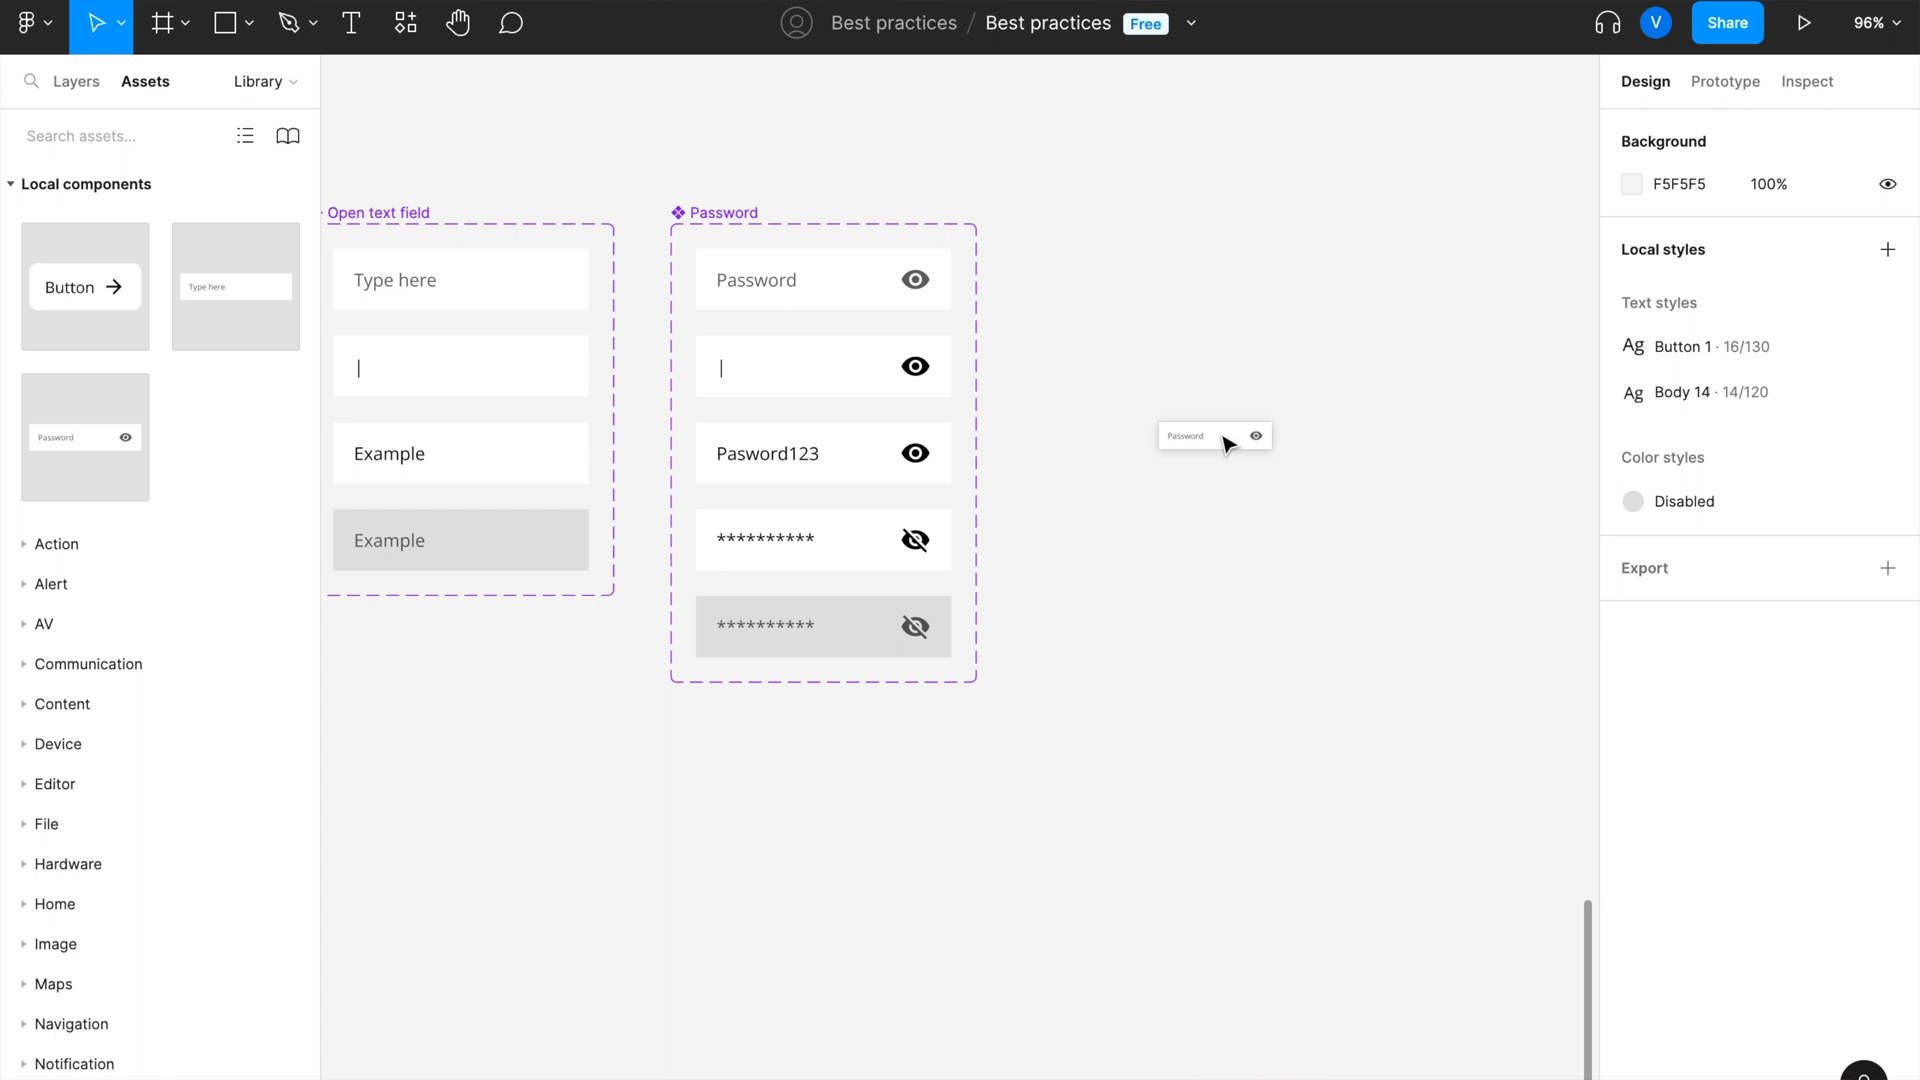 Best practices / Best practices Free
V
Share
96%
Layers
Assets
Library
Search assets...
Local components
Button
Type here
Password
Action
Alert
AV
Communication
Content
Device
Editor
File
Hardware
Home
Image
Maps
Navigation
Notification
Open text field
Type here
|
Example
Example
Password
Password
|
Pasword123
**********
**********
Password
Design
Prototype
Inspect
Background
F5F5F5 100%
Local styles
Text styles
Ag Button 1 · 16/130
Ag Body 14 · 14/120
Color styles
Disabled
Export